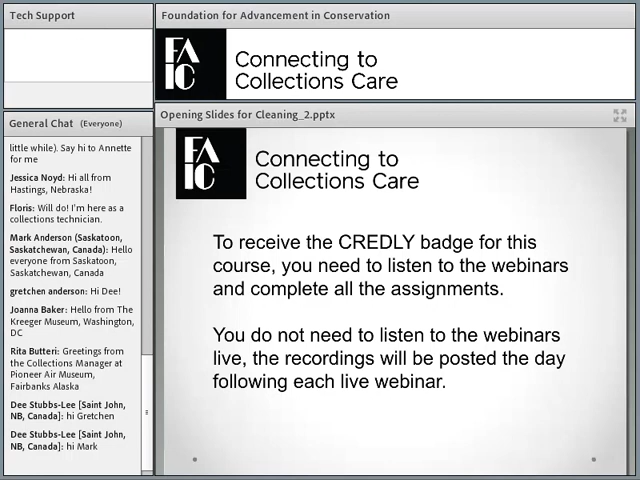 Tech Support
Foundation for Advancement in Conservation
FA
IC
Connecting to
Collections Care
General Chat (Everyone)
little while). Say hi to Annette
for me
Jessica Noyd: Hi all from
Hastings, Nebraska!
Floris: Will do! I'm here as a
collections technician.
Mark Anderson (Saskatoon,
Saskatchewan, Canada): Hello
everyone from Saskatoon,
Saskatchewan, Canada
gretchen anderson: Hi Dee!
Joanna Baker: Hello from The
Kreeger Museum, Washington,
DC
Rita Butteri: Greetings from
the Collections Manager at
Pioneer Air Museum,
Fairbanks Alaska
Dee Stubbs-Lee [Saint John,
NB, Canada]: hi Gretchen
Dee Stubbs-Lee [Saint John,
NB, Canada]: hi Mark
Opening Slides for Cleaning_2.pptx
FA
IC
Connecting to
Collections Care
To receive the CREDLY badge for this
course, you need to listen to the webinars
and complete all the assignments.
You do not need to listen to the webinars
live, the recordings will be posted the day
following each live webinar.